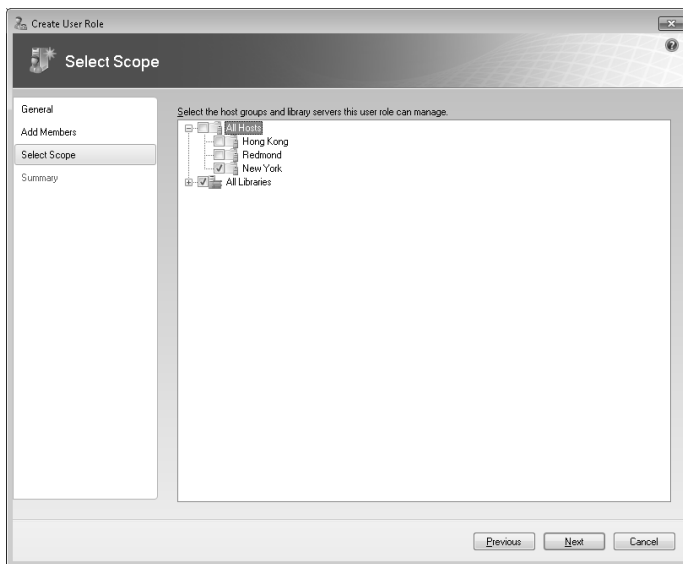 Create User Role
Select Scope
General
Add Members
Select Scope
Summary
Select the host groups and library servers this user role can manage.
All Hosts
Hong Kong
Redmond
New York
All Libraries
Previous
Next
Cancel